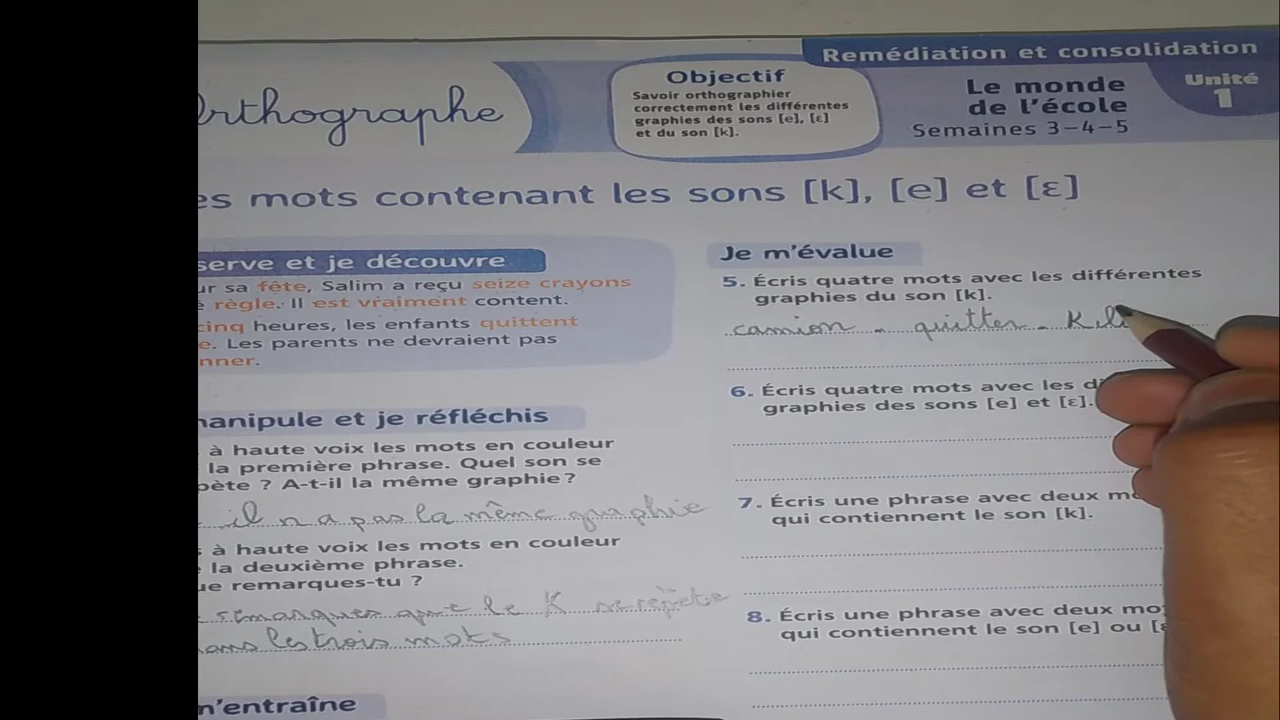 Remédiation et consolidation
Orthographe
Objectif
Savoir orthographier
correctement les différentes
graphies des sons [e], [ɛ]
et du son [k].
Le monde
de l'école
Semaines 3-4-5
Unité
1
es mots contenant les sons [k], [e] et [ɛ]
serve et je découvre
ur sa fête, Salim a reçu seize crayons
règle. Il est vraiment content.
cinq heures, les enfants quittent
e. Les parents ne devraient pas
nner.
manipule et je réfléchis
à haute voix les mots en couleur
la première phrase. Quel son se
pète ? A-t-il la même graphie ?
il n a pas la même graphie
à haute voix les mots en couleur
la deuxième phrase.
ue remarques-tu ?
remarques que le K se repète
dans les trois mots
m'entraîne
Je m'évalue
5. Écris quatre mots avec les différentes
graphies du son [k].
camion - quitter - Kil
6. Écris quatre mots avec les d
graphies des sons [e] et [ɛ].
7. Écris une phrase avec deux m
qui contiennent le son [k].
8. Écris une phrase avec deux mo
qui contiennent le son [e] ou [ɛ